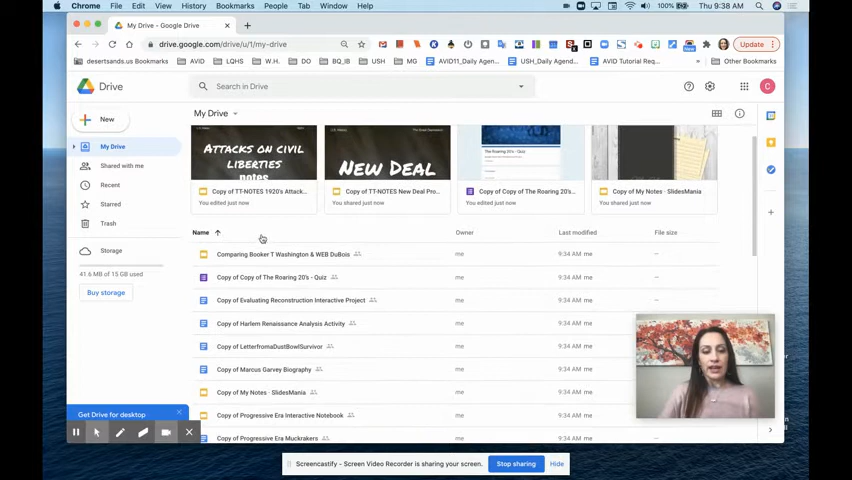 Chrome File Edit View History Bookmarks People Tab Window Help 100% Thu 9:38 AM
My Drive - Google Drive
drive.google.com/drive/u/1/my-drive Update
desertsands.us Bookmarks AVID LQHS W.H. DO BQ_IB USH MG AVID11_Daily Agen... USH_Daily Agend... AVID Tutorial Req... Other Bookmarks
Drive Search in Drive C
New
My Drive
My Drive
Shared with me
Recent
Starred
Trash
Storage
41.6 MB of 15 GB used
Buy storage
Get Drive for desktop
ATTACKS ON CIVIL
LIBERTIES
notes
NEW DEAL
The Roaring 20's - Quiz
Copy of TT-NOTES 1920's Attack... Copy of TT-NOTES New Deal Pro... Copy of Copy of The Roaring 20's... Copy of My Notes - SlidesMania
You edited just now You shared just now You edited just now You shared just now
Name Owner Last modified File size
Comparing Booker T Washington & WEB DuBois me 9:34 AM me —
Copy of Copy of The Roaring 20's - Quiz me 9:34 AM me —
Copy of Evaluating Reconstruction Interactive Project me 9:34 AM me —
Copy of Harlem Renaissance Analysis Activity me 9:34 AM me
Copy of LetterfromaDustBowlSurvivor me 9:34 AM me
Copy of Marcus Garvey Biography me 9:34 AM me
Copy of My Notes - SlidesMania me 9:34 AM me
Copy of Progressive Era Interactive Notebook me 9:34 AM me
Copy of Progressive Era Muckrakers me 9:34 AM me
Screencastify - Screen Video Recorder is sharing your screen. Stop sharing Hide